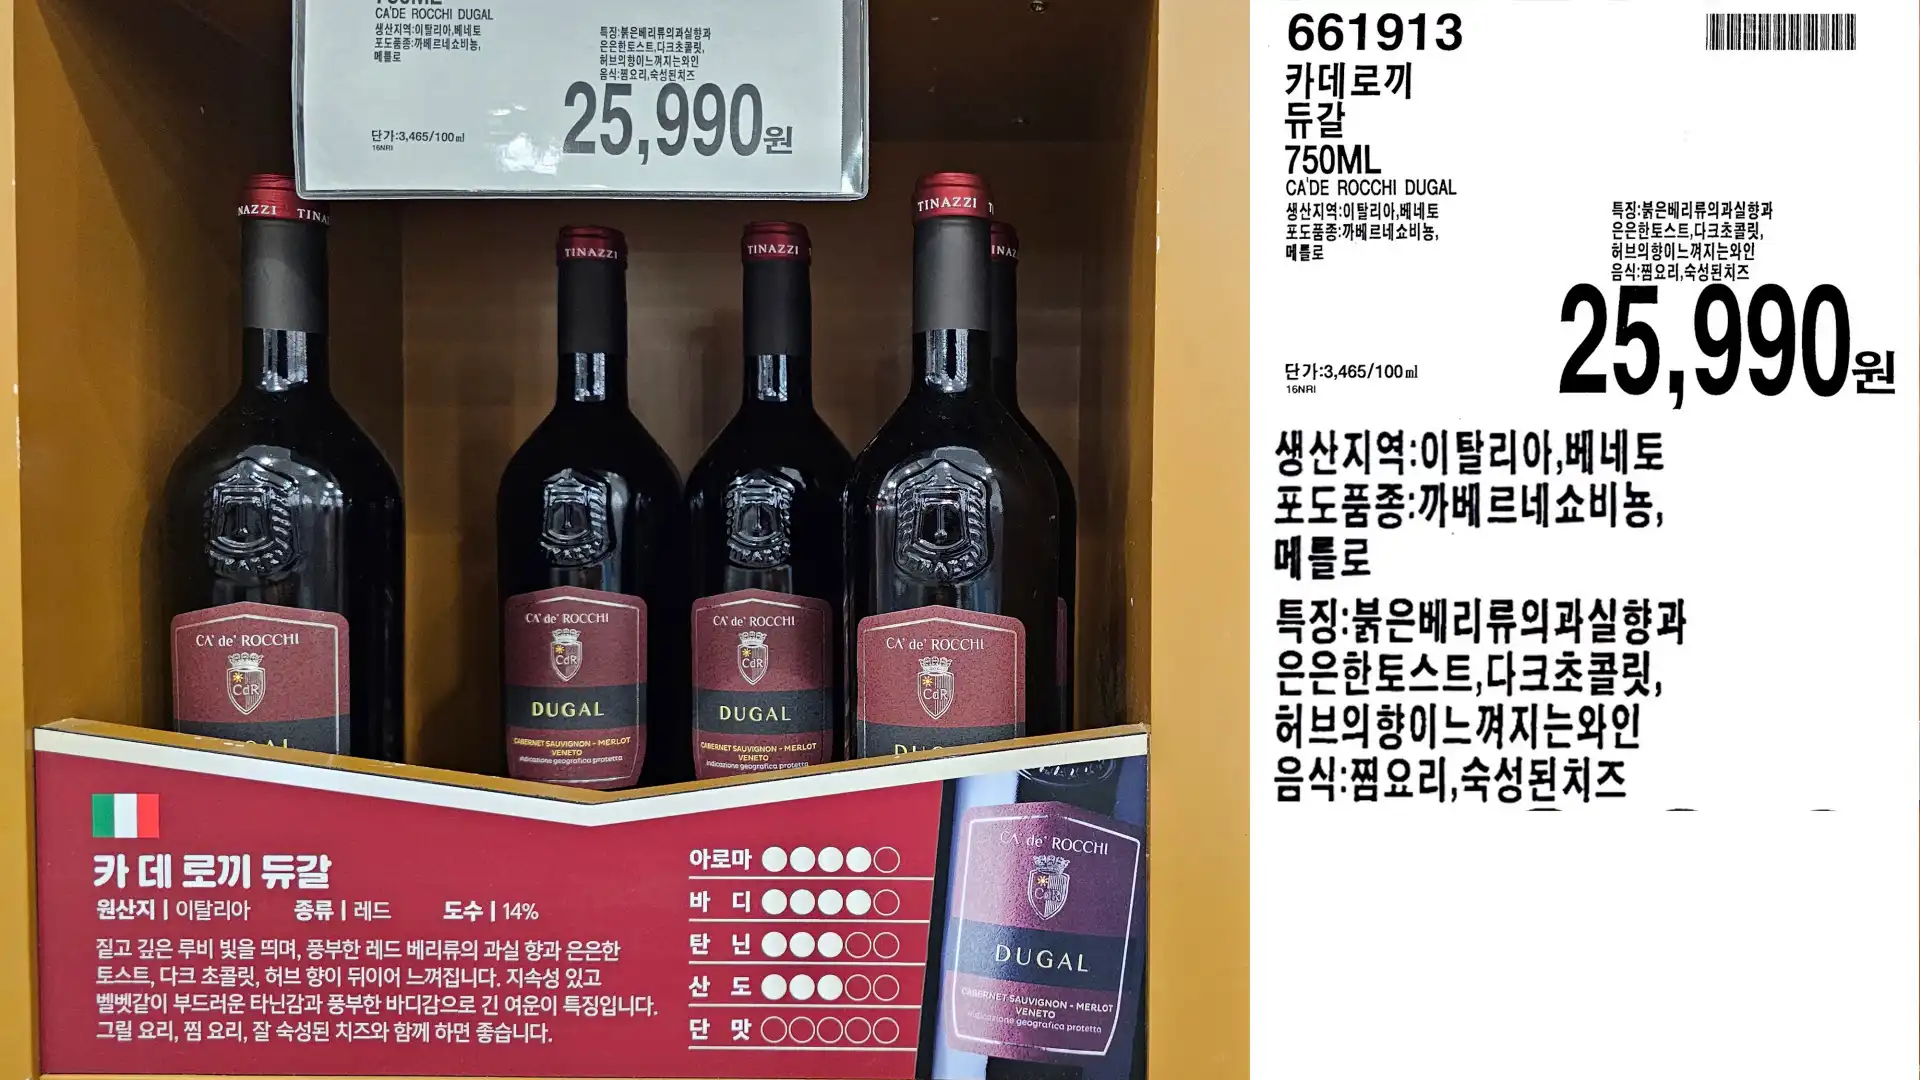 CA'DE ROCCHI DUGAL
생산지역:이탈리아,베네토
포도품종:까베르네쇼비뇽,
메를로
특징:붉은베리류의과실향과
은은한토스트,다크초콜릿,
허브의향이느껴지는와인
음식:찜요리,숙성된치즈
25,990원
단가:3,465/100㎖
16NRI
TINAZZI
TINAZZI
TINAZZI
TINAZZI
CA' de' ROCCHI
CdR
CA' de' ROCCHI
CdR
DUGAL
CABERNET SAUVIGNON - MERLOT
VENETO
indicazione geografica protetta
CA' de' ROCCHI
CdR
DUGAL
CABERNET SAUVIGNON - MERLOT
VENETO
indicazione geografica protetta
CA' de' ROCCHI
CdR
카 데 로끼 듀갈
원산지 | 이탈리아 종류 | 레드 도수 | 14%
짙고 깊은 루비 빛을 띄며, 풍부한 레드 베리류의 과실 향과 은은한
토스트, 다크 초콜릿, 허브 향이 뒤이어 느껴집니다. 지속성 있고
벨벳같이 부드러운 타닌감과 풍부한 바디감으로 긴 여운이 특징입니다.
그릴 요리, 찜 요리, 잘 숙성된 치즈와 함께 하면 좋습니다.
아로마
바 디
탄 닌
산 도
단 맛
CA' de' ROCCHI
CdR
DUGAL
CABERNET SAUVIGNON - MERLOT
VENETO
indicazione geografica protetta
661913
카데로끼
듀갈
750ML
CA'DE ROCCHI DUGAL
생산지역:이탈리아,베네토
포도품종:까베르네쇼비뇽,
메를로
특징:붉은베리류의과실향과
은은한토스트,다크초콜릿,
허브의향이느껴지는와인
음식:찜요리,숙성된치즈
25,990원
단가:3,465/100㎖
16NRI
생산지역:이탈리아,베네토
포도품종:까베르네쇼비뇽,
메틀로
특징:붉은베리류의과실향과
은은한토스트,다크초콜릿,
허브의향이느껴지는와인
음식:찜요리,숙성된치즈